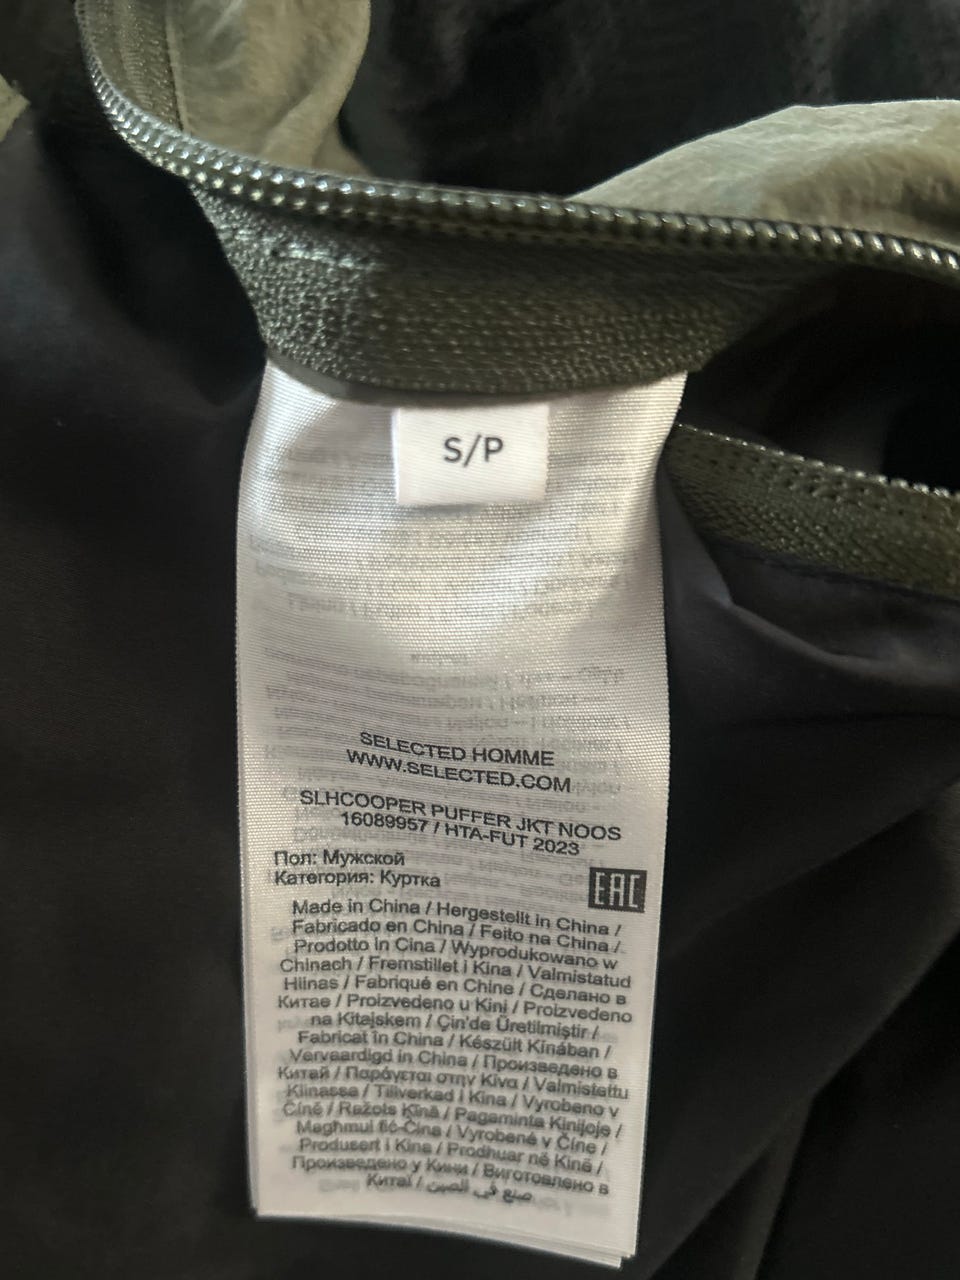 S/P
SELECTED HOMME
WWW.SELECTED.COM
SLHCOOPER PUFFER JKT NOOS
16089957 / HTA-FUT 2023
Пол: Мужской
Категория: Куртка
EAC
Made in China / Hergestellt in China /
Fabricado en China / Feito na China /
Prodotto in Cina / Wyprodukowano w
Chinach / Fremstillet i Kina / Valmistatud
Hiinas / Fabriqué en Chine / Сделано в
Китае / Proizvedeno u Kini / Proizvedeno
na Kitajskem / Çin'de Üretilmiştir /
Fabricat în China / Készült Kínában /
Vervaardigd in China / Произведено в
Китай / Παράγεται στην Κίνα / Valmistettu
Kiinassa / Tillverkad i Kina / Vyrobeno v
Číně / Ražots Ķīnā / Pagaminta Kinijoje /
Magħmul fiċ-Ċina / Vyrobené v Číne /
Produsert i Kina / Prodhuar në Kinë /
Произведено у Кини / Виготовлено в
Китаї / صنع في الصين